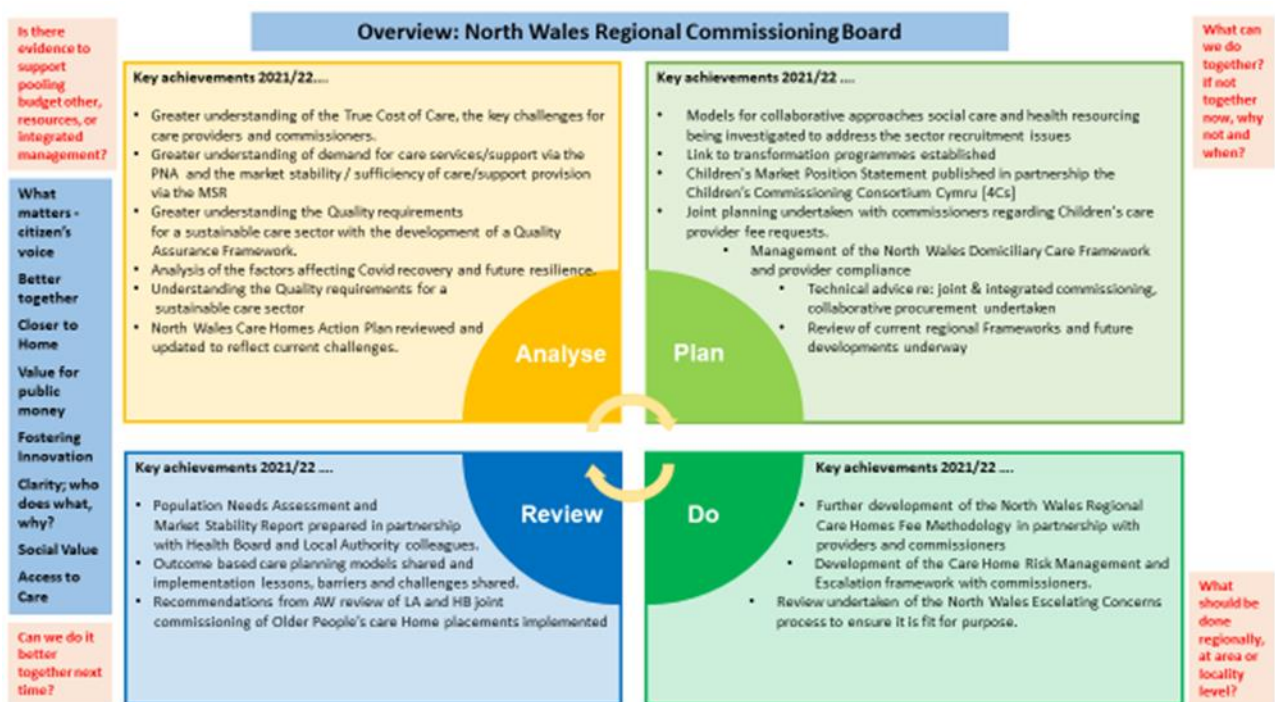 Overview: North Wales Regional Commissioning Board
Is there
evidence to
support
pooling
budget other,
resources, or
integrated
management?
What
matters -
citizen's
voice
Better
together
Closer to
Home
Value for
public
money
Fostering
Innovation
Clarity; who
does what,
why?
Social Value
Access to
Care
Can we do it
better
together next
time?
Key achievements 2021/22....
• Greater understanding of the True Cost of Care, the key challenges for
care providers and commissioners.
• Greater understanding of demand for care services/support via the
PNA and the market stability / sufficiency of care/support provision
via the MSR
• Greater understanding the Quality requirements
for a sustainable care sector with the development of a Quality
Assurance Framework.
• Analysis of the factors affecting Covid recovery and future resilience.
• Understanding the Quality requirements for a
sustainable care sector
• North Wales Care Homes Action Plan reviewed and
updated to reflect current challenges.
Analyse
Key achievements 2021/22 ....
• Models for collaborative approaches social care and health resourcing
being investigated to address the sector recruitment issues
• Link to transformation programmes established
• Children's Market Position Statement published in partnership the
Children's Commissioning Consortium Cymru [4Cs]
• Joint planning undertaken with commissioners regarding Children's care
provider fee requests.
• Management of the North Wales Domiciliary Care Framework
and provider compliance
• Technical advice re: joint & integrated commissioning,
collaborative procurement undertaken
• Review of current regional Frameworks and future
developments underway
Plan
Key achievements 2021/22 ....
• Population Needs Assessment and
Market Stability Report prepared in partnership
with Health Board and Local Authority colleagues.
• Outcome based care planning models shared and
implementation lessons, barriers and challenges shared.
• Recommendations from AW review of LA and HB joint
commissioning of Older People's care Home placements implemented
Review
Key achievements 2021/22 ....
• Further development of the North Wales Regional
Care Homes Fee Methodology in partnership with
providers and commissioners
• Development of the Care Home Risk Management and
Escalation framework with commissioners.
• Review undertaken of the North Wales Escelating Concerns
process to ensure it is fit for purpose.
Do
What can
we do
together?
If not
together
now, why
not and
when?
What
should be
done
regionally,
at area or
locality
level?